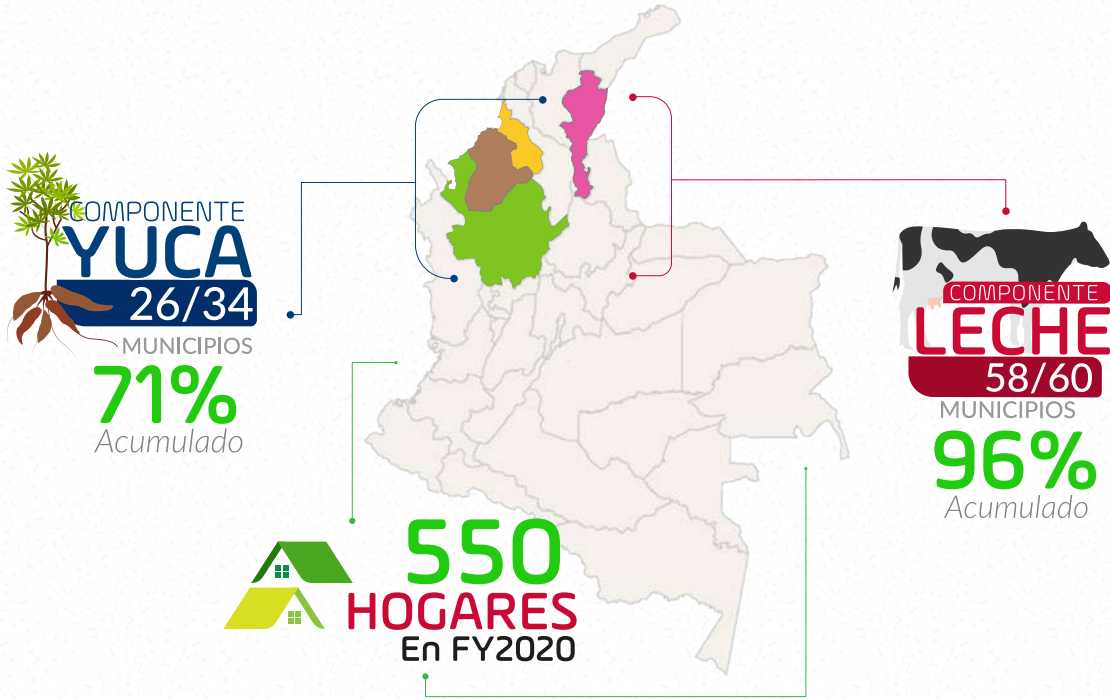 COMPONENTE
YUCA
26/34
MUNICIPIOS
71%
Acumulado
COMPONENTE
LECHE
58/60
MUNICIPIOS
96%
Acumulado
550
HOGARES
En FY2020